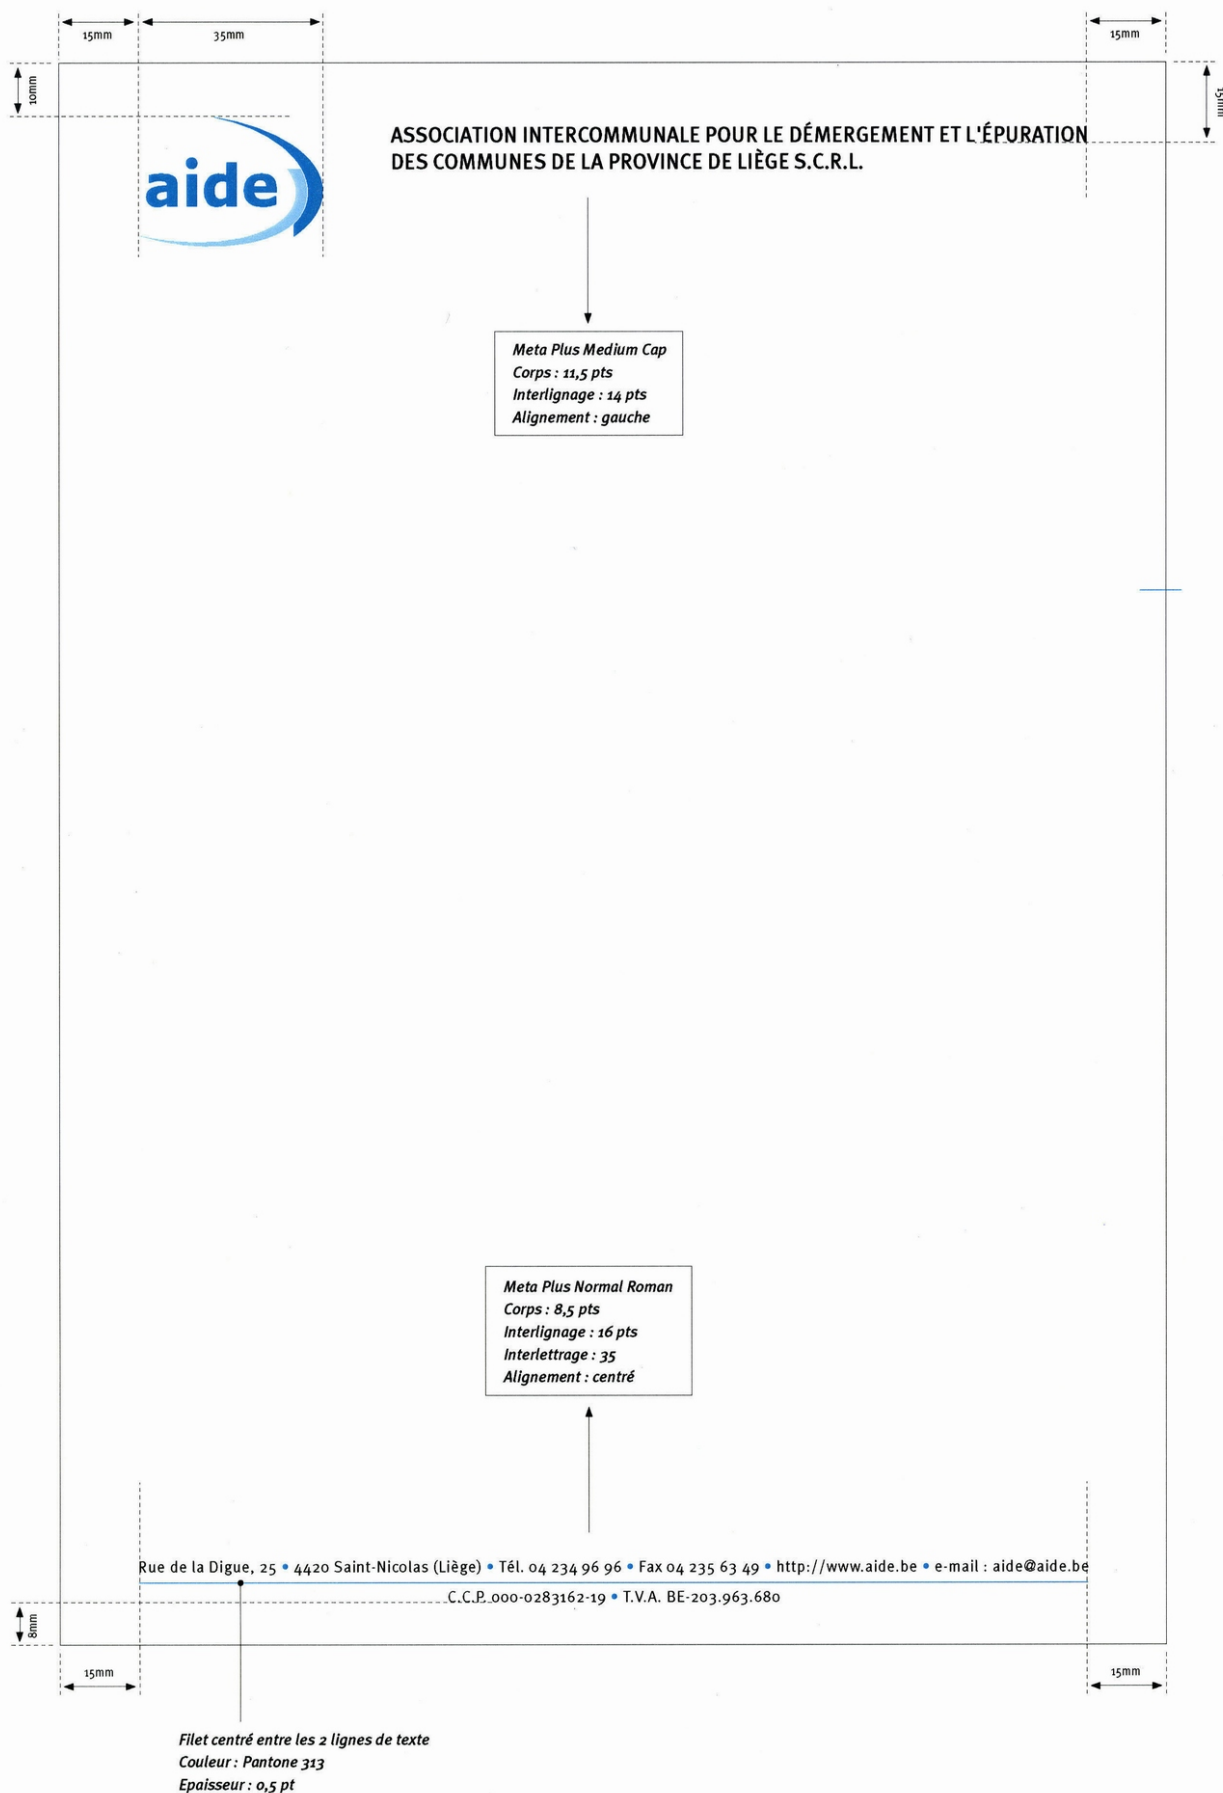 15mm
35mm
15mm
10mm
15mm
aide
ASSOCIATION INTERCOMMUNALE POUR LE DÉMERGEMENT ET L'ÉPURATION
DES COMMUNES DE LA PROVINCE DE LIÈGE S.C.R.L.
Meta Plus Medium Cap
Corps : 11,5 pts
Interlignage : 14 pts
Alignement : gauche
Meta Plus Normal Roman
Corps : 8,5 pts
Interlignage : 16 pts
Interlettrage : 35
Alignement : centré
Rue de la Digue, 25 • 4420 Saint-Nicolas (Liège) • Tél. 04 234 96 96 • Fax 04 235 63 49 • http://www.aide.be • e-mail : aide@aide.be
C.C.P. 000-0283162-19 • T.V.A. BE-203.963.680
8mm
15mm
15mm
Filet centré entre les 2 lignes de texte
Couleur : Pantone 313
Epaisseur : 0,5 pt